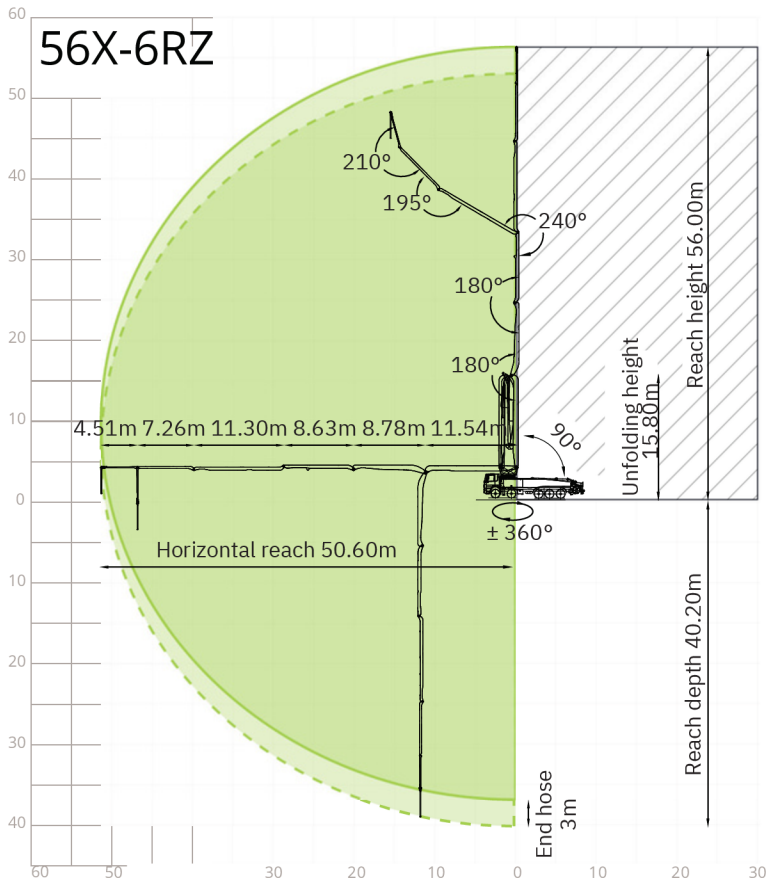 60
56X-6RZ
50
210°
40
195°
240°
30
180°
20
180°
Reach height 56.00m
Unfolding height
15.80m
10
4.51m 7.26m 11.30m 8.63m 8.78m 11.54m
90°
0
± 360°
Horizontal reach 50.60m
10
20
Reach depth 40.20m
30
End hose
3m
40
60 50 30 20 10 0 10 20 30